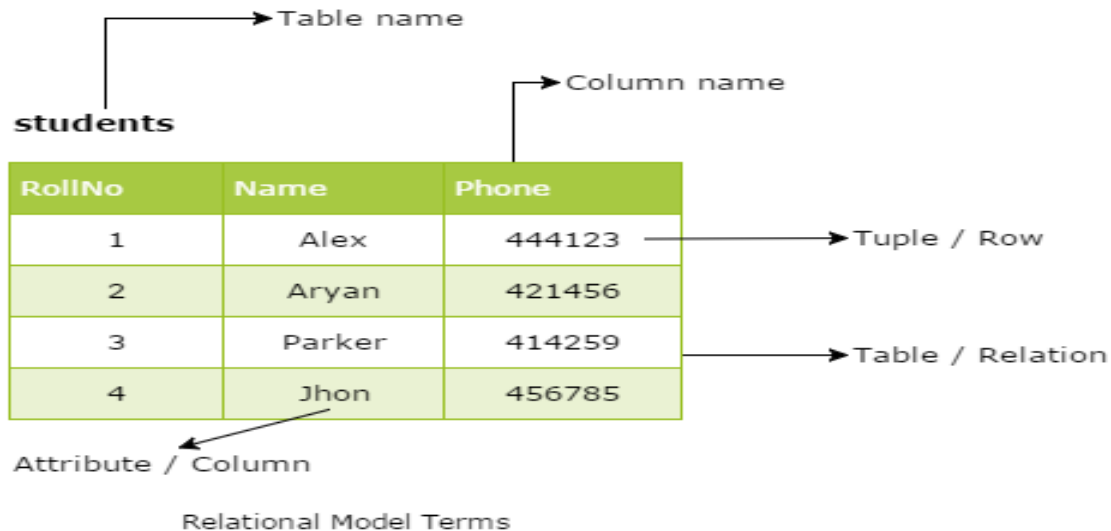 Table name
Column name
students
RollNo Name Phone
1 Alex 444123 Tuple / Row
2 Aryan 421456
3 Parker 414259 Table / Relation
4 Jhon 456785
Attribute / Column
Relational Model Terms